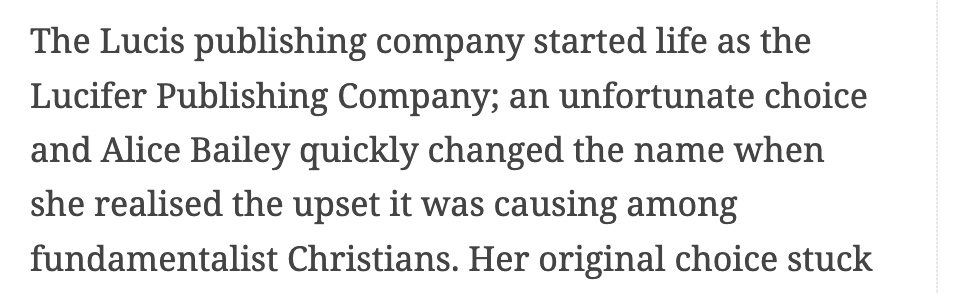 The Lucis publishing company started life as the
Lucifer Publishing Company; an unfortunate choice
and Alice Bailey quickly changed the name when
she realised the upset it was causing among
fundamentalist Christians. Her original choice stuck